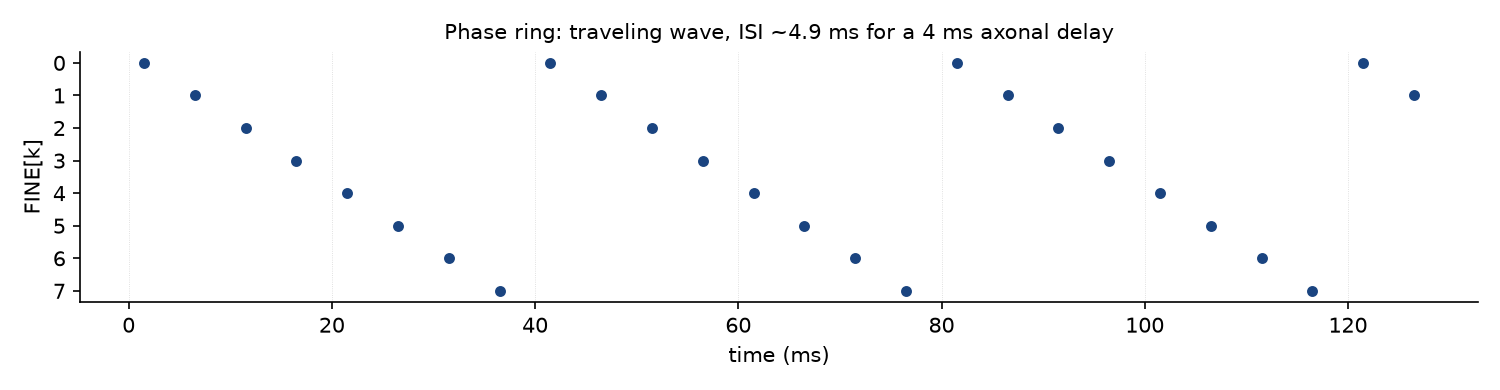 Phase ring: traveling wave, ISI ~4.9 ms for a 4 ms axonal delay
FINE[k]
0
1
2
3
4
5
6
7
0 20 40 60 80 100 120
time (ms)